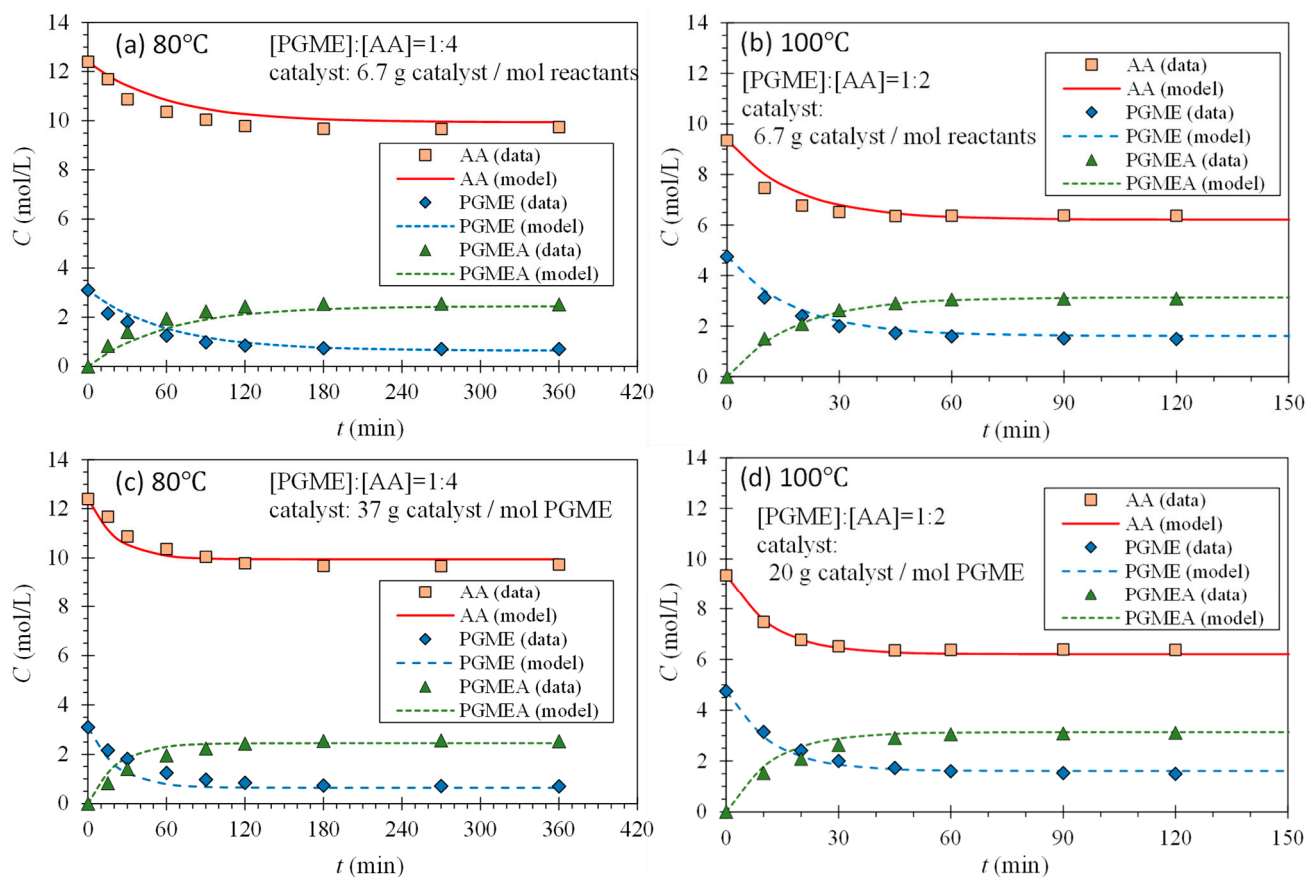 (a) 80°C
[PGME]:[AA]=1:4
catalyst: 6.7 g catalyst / mol reactants
AA (data)
AA (model)
PGME (data)
PGME (model)
PGMEA (data)
PGMEA (model)
C (mol/L)
14
12
10
8
6
4
2
0
0 60 120 180 240 300 360 420
t (min)
(b) 100°C
[PGME]:[AA]=1:2
catalyst:
6.7 g catalyst / mol reactants
AA (data)
AA (model)
PGME (data)
PGME (model)
PGMEA (data)
PGMEA (model)
C (mol/L)
14
12
10
8
6
4
2
0
0 30 60 90 120 150
t (min)
(c) 80°C
[PGME]:[AA]=1:4
catalyst: 37 g catalyst / mol PGME
AA (data)
AA (model)
PGME (data)
PGME (model)
PGMEA (data)
PGMEA (model)
C (mol/L)
14
12
10
8
6
4
2
0
0 60 120 180 240 300 360 420
t (min)
(d) 100°C
[PGME]:[AA]=1:2
catalyst:
20 g catalyst / mol PGME
AA (data)
AA (model)
PGME (data)
PGME (model)
PGMEA (data)
PGMEA (model)
C (mol/L)
14
12
10
8
6
4
2
0
0 30 60 90 120 150
t (min)